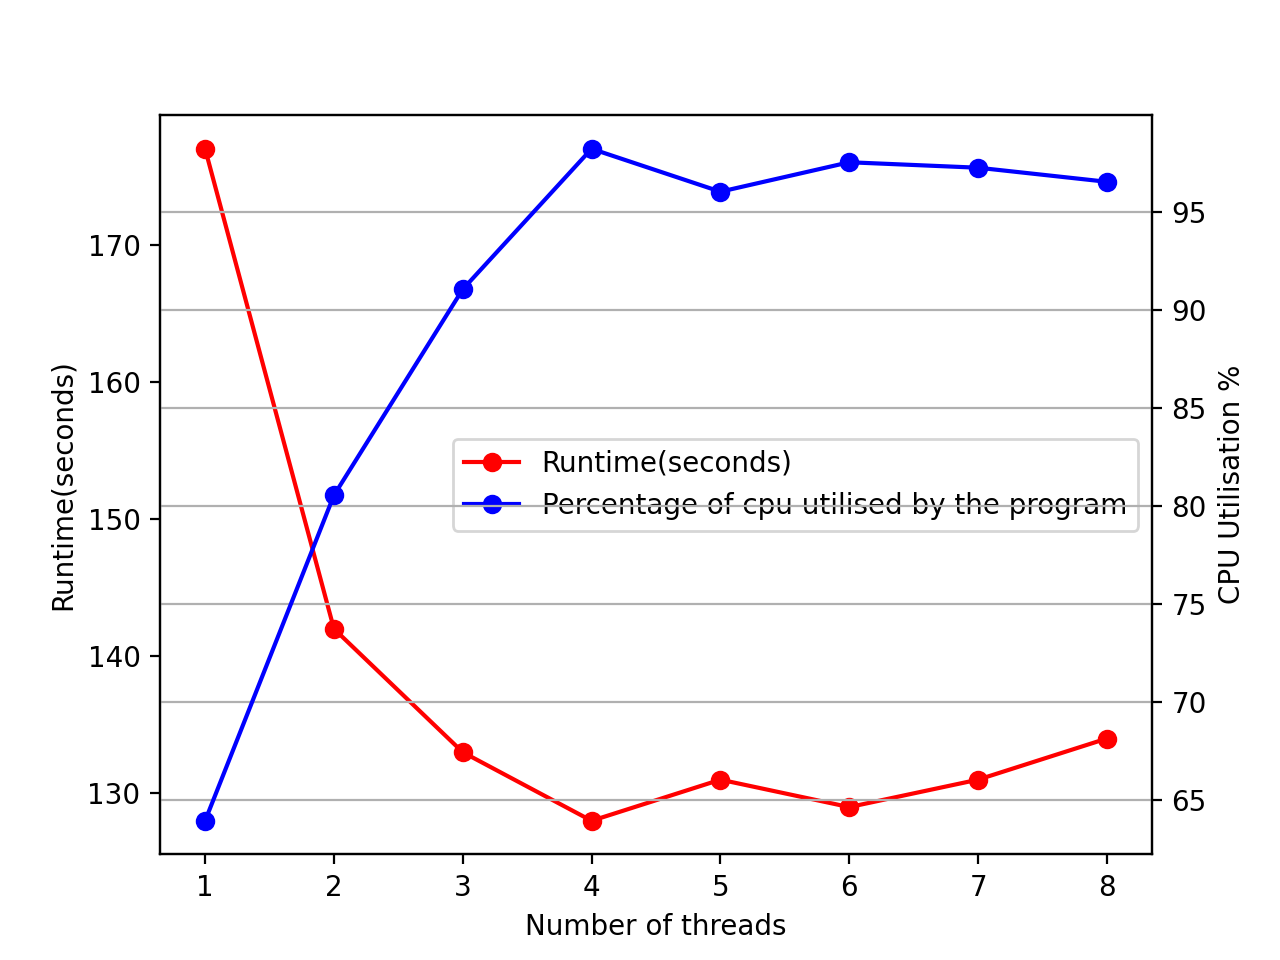 170
160
150
140
130
Runtime(seconds)
Runtime(seconds)
Percentage of cpu utilised by the program
95
90
85
80
75
70
65
CPU Utilisation %
1 2 3 4 5 6 7 8
Number of threads